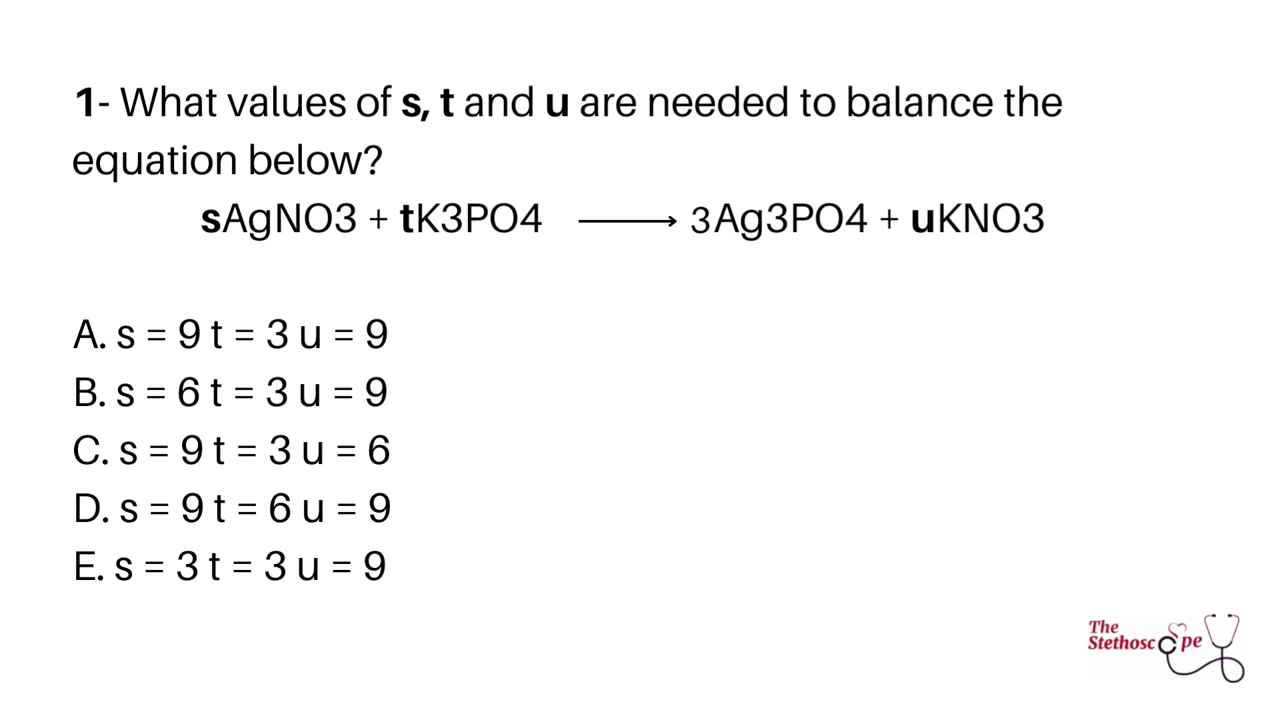 1- What values of s, t and u are needed to balance the
equation below?
sAgNO3 + tK3PO4 ⟶ 3Ag3PO4 + uKNO3
A. s = 9 t = 3 u = 9
B. s = 6 t = 3 u = 9
C. s = 9 t = 3 u = 6
D. s = 9 t = 6 u = 9
E. s = 3 t = 3 u = 9
The
Stethoscope